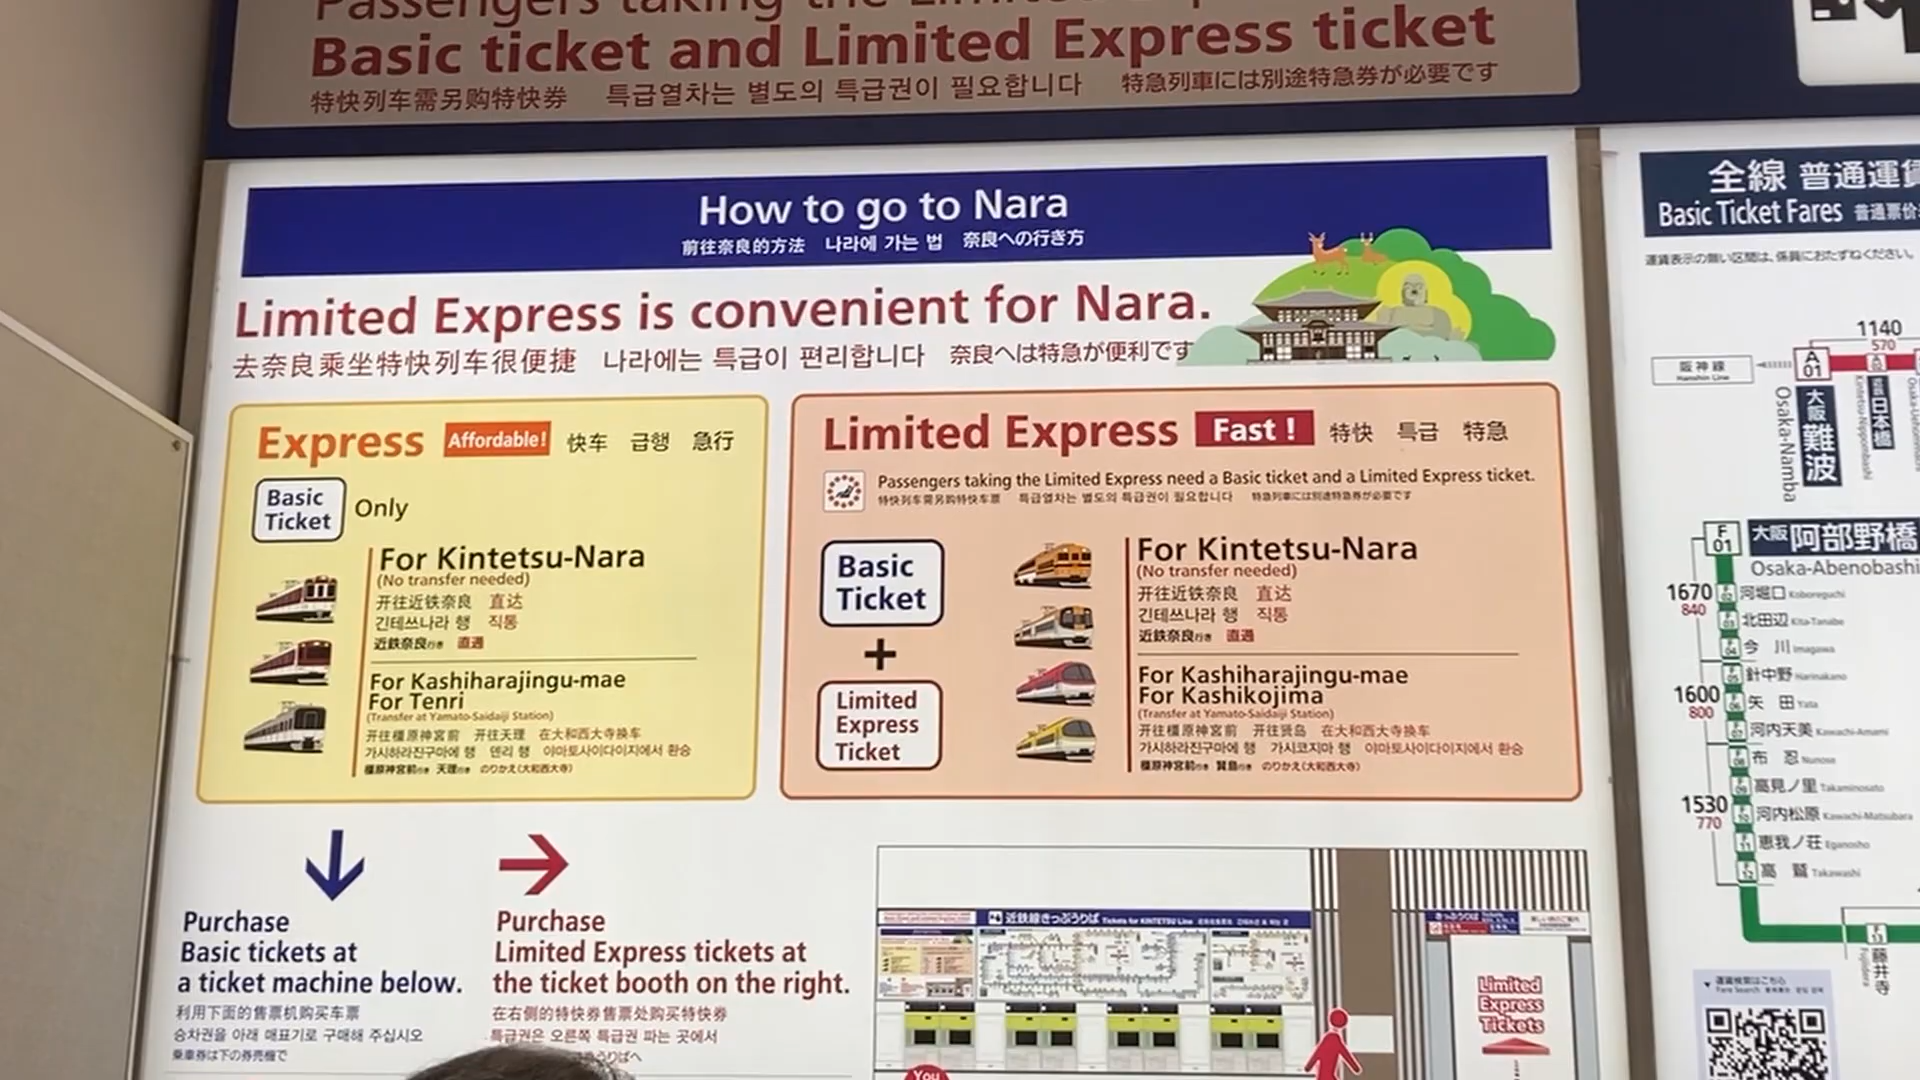 Passengers taking the Limited
Basic ticket and Limited Express ticket
特快列车需另购特快券 특급열차는 별도의 특급권이 필요합니다 特急列車には別途特急券が必要です
How to go to Nara
前往奈良的方法 나라에 가는 법 奈良への行き方
Limited Express is convenient for Nara.
去奈良乘坐特快列车很便捷 나라에는 특급이 편리합니다 奈良へは特急が便利です
Express Affordable! 快车 급행 急行
Basic
Ticket
Only
For Kintetsu-Nara
(No transfer needed)
开往近铁奈良 直达
긴테쓰나라 행 직통
近鉄奈良行き 直通
For Kashiharajingu-mae
For Tenri
(Transfer at Yamato-Saidaiji Station)
开往橿原神宮前 开往天理 在大和西大寺换车
가시하라진구마에 행 덴리 행 야마토사이다이지에서 환승
橿原神宮前行き 天理行き のりかえ(大和西大寺)
Limited Express Fast! 特快 특급 特急
Passengers taking the Limited Express need a Basic ticket and a Limited Express ticket.
特快列车需另购特快车票 특급열차는 별도의 특급권이 필요합니다 特急列車には別途特急券が必要です
Basic
Ticket
+
Limited
Express
Ticket
For Kintetsu-Nara
(No transfer needed)
开往近铁奈良 直达
긴테쓰나라 행 직통
近鉄奈良行き 直通
For Kashiharajingu-mae
For Kashikojima
(Transfer at Yamato-Saidaiji Station)
开往橿原神宮前 开往贤岛 在大和西大寺换车
가시하라진구마에 행 가시코지마 행 야마토사이다이지에서 환승
橿原神宮前行き 賢島行き のりかえ(大和西大寺)
Purchase
Basic tickets at
a ticket machine below.
利用下面的售票机购买车票
승차권을 아래 매표기로 구매해 주십시오
乗車券は下の券売機で
Purchase
Limited Express tickets at
the ticket booth on the right.
在右侧的特快券售票处购买特快券
특급권은 오른쪽 특급권 파는 곳에서
うりばへ
近鉄線きっぷうりば Tickets for KINTETSU Line
きっぷうりば
Limited
Express
Tickets
You
全線 普通運賃
Basic Ticket Fares 普通票价
運賃表示の無い区間は、係員におたずねください。
1140
570
阪神線
Hanshin Line
A
01
大阪難波
Osaka-Namba
日本橋
Kintetsu-Nippombashi
F
01
大阪阿部野橋
Osaka-Abenobashi
1670
840
河堀口 Koboreguchi
北田辺 Kita-Tanabe
今川 Imagawa
針中野 Harinakano
1600
800
矢田 Yata
河内天美 Kawachi-Amami
布忍 Nunose
高見ノ里 Takaminosato
1530
770
河内松原 Kawachi-Matsubara
恵我ノ荘 Eganosho
高鷲 Takawashi
F
13
藤井寺
Fujiidera
運賃検索はこちら
Fare Search